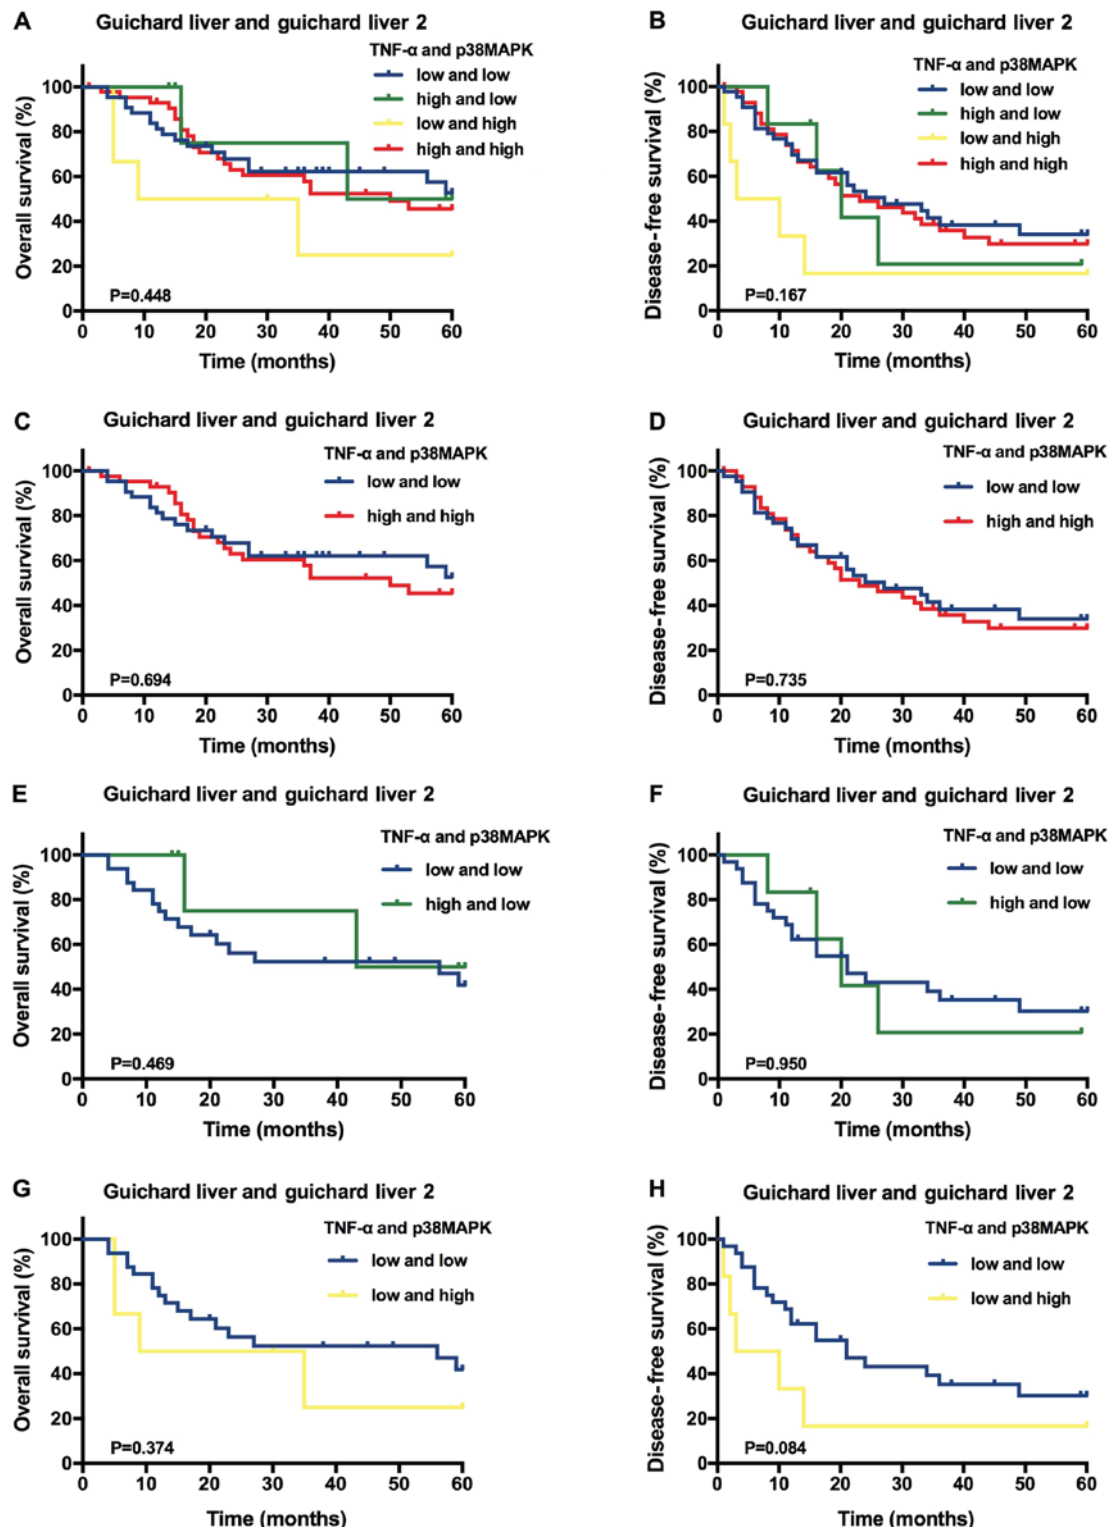 A
Guichard liver and guichard liver 2
TNF-α and p38MAPK
low and low
high and low
low and high
high and high
Overall survival (%)
100
80
60
40
20
0
P=0.448
0 10 20 30 40 50 60
Time (months)
B
Guichard liver and guichard liver 2
TNF-α and p38MAPK
low and low
high and low
low and high
high and high
Disease-free survival (%)
100
80
60
40
20
0
P=0.167
0 10 20 30 40 50 60
Time (months)
C
Guichard liver and guichard liver 2
TNF-α and p38MAPK
low and low
high and high
Overall survival (%)
100
80
60
40
20
0
P=0.694
0 10 20 30 40 50 60
Time (months)
D
Guichard liver and guichard liver 2
TNF-α and p38MAPK
low and low
high and high
Disease-free survival (%)
100
80
60
40
20
0
P=0.735
0 10 20 30 40 50 60
Time (months)
E
Guichard liver and guichard liver 2
TNF-α and p38MAPK
low and low
high and low
Overall survival (%)
100
80
60
40
20
0
P=0.469
0 10 20 30 40 50 60
Time (months)
F
Guichard liver and guichard liver 2
TNF-α and p38MAPK
low and low
high and low
Disease-free survival (%)
100
80
60
40
20
0
P=0.950
0 10 20 30 40 50 60
Time (months)
G
Guichard liver and guichard liver 2
TNF-α and p38MAPK
low and low
low and high
Overall survival (%)
100
80
60
40
20
0
P=0.374
0 10 20 30 40 50 60
Time (months)
H
Guichard liver and guichard liver 2
TNF-α and p38MAPK
low and low
low and high
Disease-free survival (%)
100
80
60
40
20
0
P=0.084
0 10 20 30 40 50 60
Time (months)